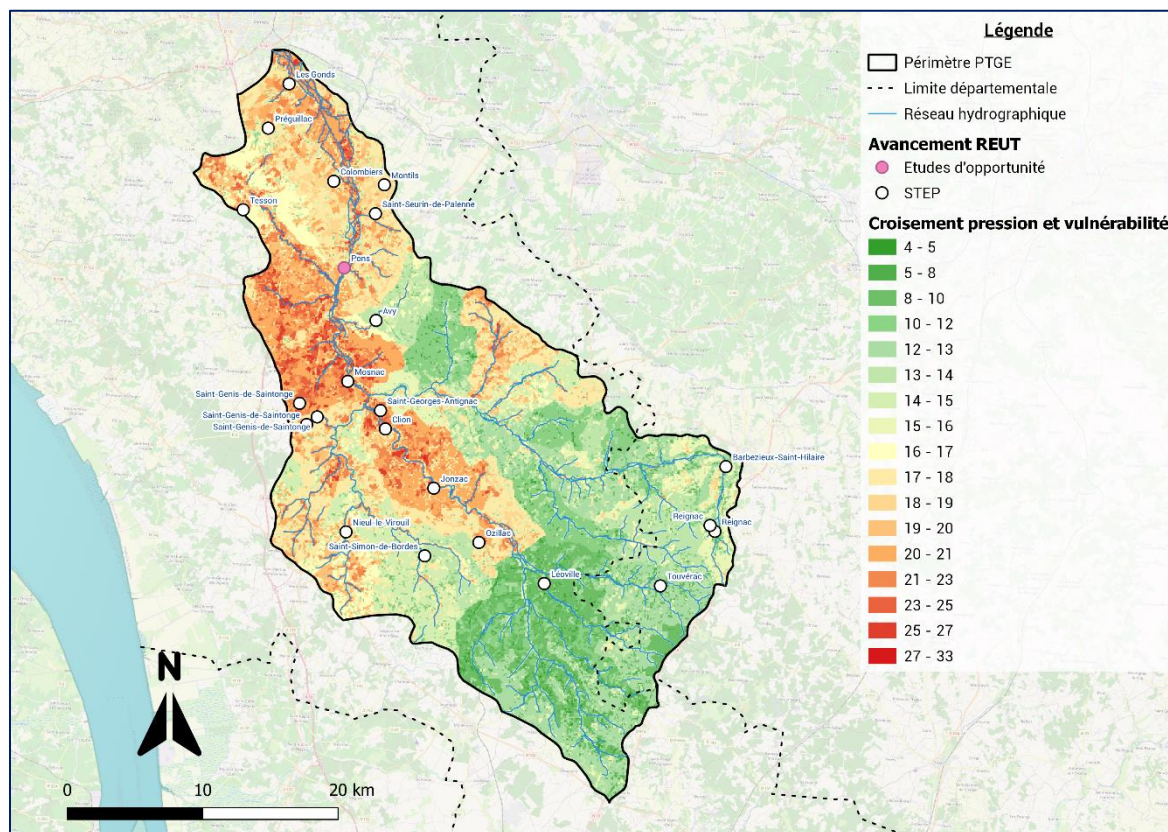 Légende
Périmètre PTGE
Limite départementale
Réseau hydrographique
Avancement REUT
Etudes d'opportunité
STEP
Croisement pression et vulnérabilité
4 - 5
5 - 8
8 - 10
10 - 12
12 - 13
13 - 14
14 - 15
15 - 16
16 - 17
17 - 18
18 - 19
19 - 20
20 - 21
21 - 23
23 - 25
25 - 27
27 - 33
Les Gonds
Préguillac
Colombiers
Montils
Tesson
Saint-Seurin-de-Palenne
Pons
Avy
Mosnac
Saint-Genis-de-Saintonge
Saint-Georges-Antignac
Saint-Genis-de-Saintonge
Saint-Genis-de-Saintonge
Clion
Barbezieux-Saint-Hilaire
Jonzac
Reignac
Reignac
Nieul-le-Virouil
Ozillac
Saint-Simon-de-Bordes
Léoville
Touvérac
N
0 10 20 km